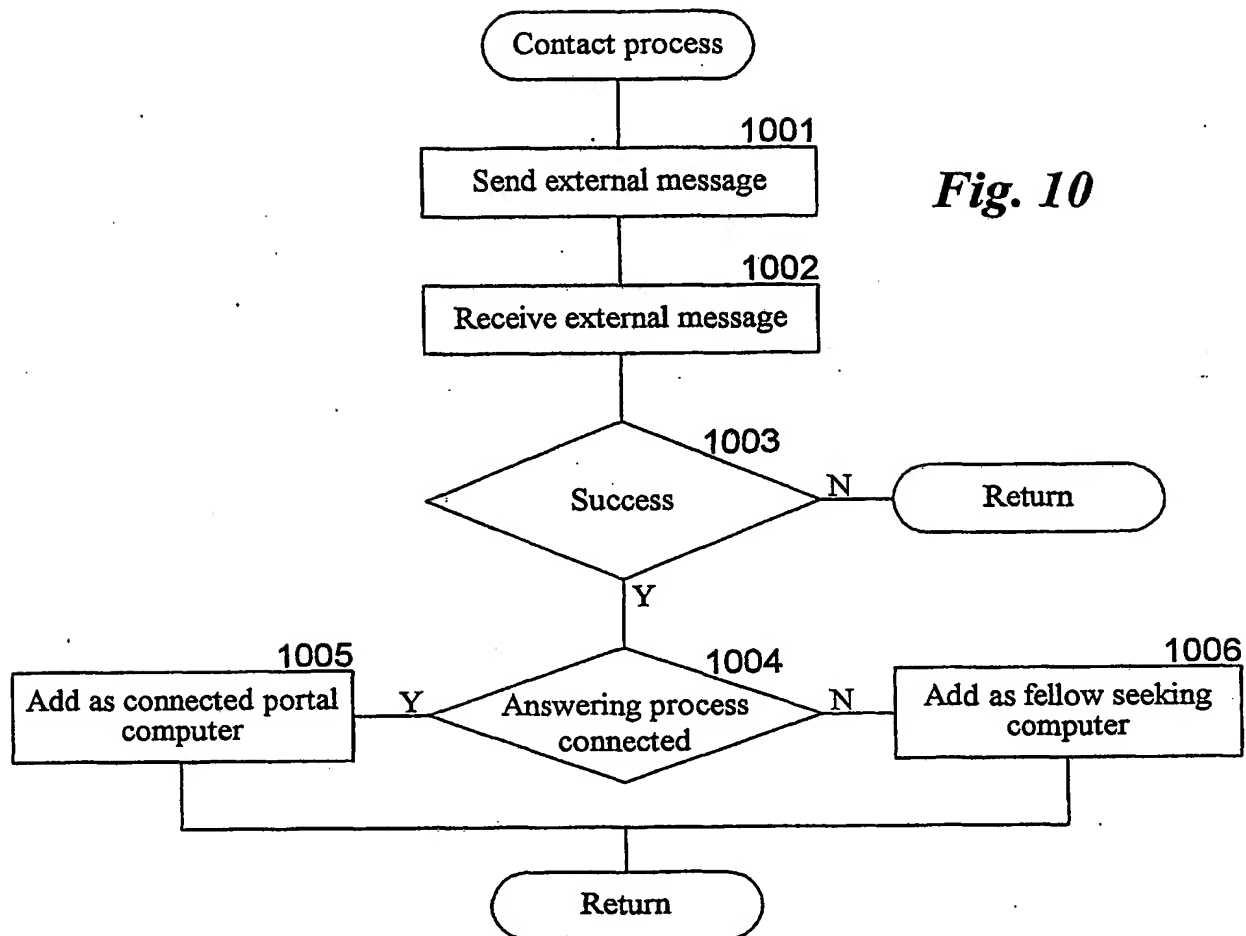 Contact process
1001
Send external message
Fig. 10
1002
Receive external message
1003
Success
N
Return
Y
1005
Add as connected portal
computer
Y
1004
Answering process
connected
N
1006
Add as fellow seeking
computer
Return